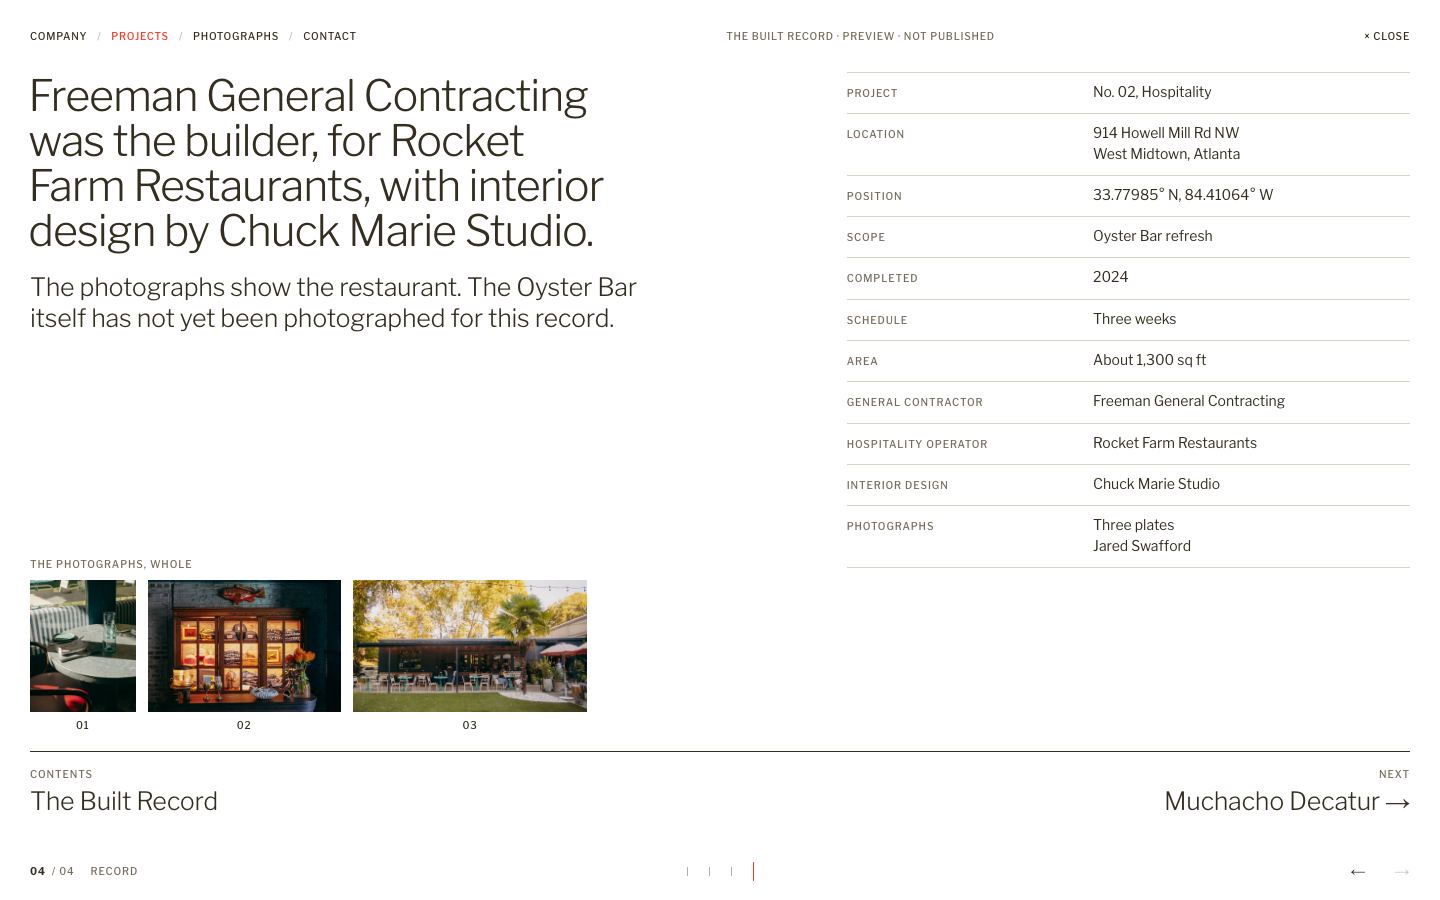 COMPANY / PROJECTS / PHOTOGRAPHS / CONTACT
THE BUILT RECORD · PREVIEW · NOT PUBLISHED
× CLOSE
Freeman General Contracting
was the builder, for Rocket
Farm Restaurants, with interior
design by Chuck Marie Studio.
The photographs show the restaurant. The Oyster Bar
itself has not yet been photographed for this record.
PROJECT No. 02, Hospitality
LOCATION 914 Howell Mill Rd NW
West Midtown, Atlanta
POSITION 33.77985° N, 84.41064° W
SCOPE Oyster Bar refresh
COMPLETED 2024
SCHEDULE Three weeks
AREA About 1,300 sq ft
GENERAL CONTRACTOR Freeman General Contracting
HOSPITALITY OPERATOR Rocket Farm Restaurants
INTERIOR DESIGN Chuck Marie Studio
PHOTOGRAPHS Three plates
Jared Swafford
THE PHOTOGRAPHS, WHOLE
01 02 03
CONTENTS
The Built Record
NEXT
Muchacho Decatur →
04 / 04 RECORD
← →